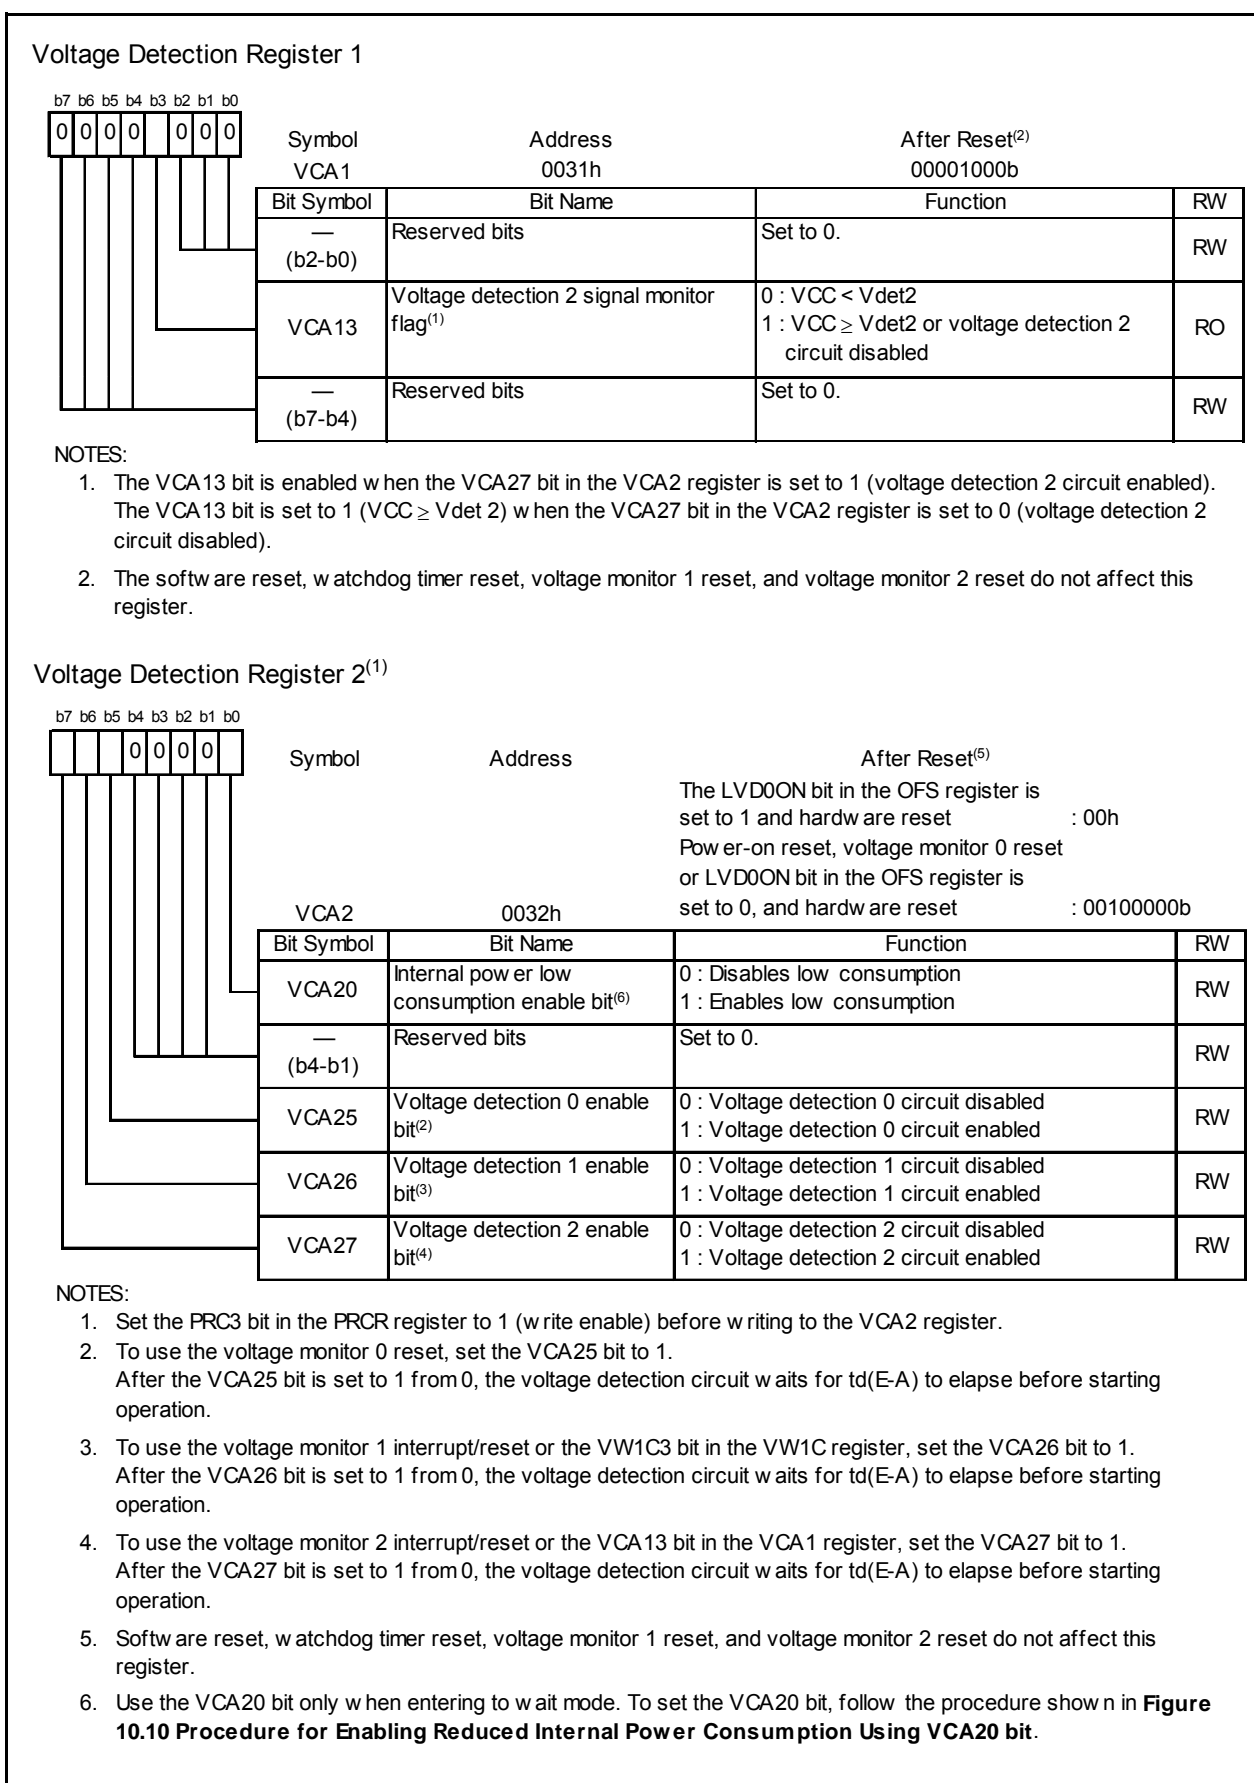 Voltage Detection Register 1
b7 b6 b5 b4 b3 b2 b1 b0
0 0 0 0 0 0 0
Symbol Address After Reset(2)
VCA1 0031h 00001000b
Bit Symbol Bit Name Function RW
— Reserved bits Set to 0. RW
(b2-b0)
VCA13 Voltage detection 2 signal monitor 0 : VCC < Vdet2 RO
flag(1) 1 : VCC ≥ Vdet2 or voltage detection 2
circuit disabled
— Reserved bits Set to 0. RW
(b7-b4)
NOTES:
1. The VCA13 bit is enabled when the VCA27 bit in the VCA2 register is set to 1 (voltage detection 2 circuit enabled).
The VCA13 bit is set to 1 (VCC ≥ Vdet 2) when the VCA27 bit in the VCA2 register is set to 0 (voltage detection 2
circuit disabled).
2. The software reset, watchdog timer reset, voltage monitor 1 reset, and voltage monitor 2 reset do not affect this
register.
Voltage Detection Register 2(1)
b7 b6 b5 b4 b3 b2 b1 b0
0 0 0 0
Symbol Address After Reset(5)
The LVD0ON bit in the OFS register is
set to 1 and hardware reset : 00h
Power-on reset, voltage monitor 0 reset
or LVD0ON bit in the OFS register is
VCA2 0032h set to 0, and hardware reset : 00100000b
Bit Symbol Bit Name Function RW
VCA20 Internal power low 0 : Disables low consumption RW
consumption enable bit(6) 1 : Enables low consumption
— Reserved bits Set to 0. RW
(b4-b1)
VCA25 Voltage detection 0 enable 0 : Voltage detection 0 circuit disabled RW
bit(2) 1 : Voltage detection 0 circuit enabled
VCA26 Voltage detection 1 enable 0 : Voltage detection 1 circuit disabled RW
bit(3) 1 : Voltage detection 1 circuit enabled
VCA27 Voltage detection 2 enable 0 : Voltage detection 2 circuit disabled RW
bit(4) 1 : Voltage detection 2 circuit enabled
NOTES:
1. Set the PRC3 bit in the PRCR register to 1 (write enable) before writing to the VCA2 register.
2. To use the voltage monitor 0 reset, set the VCA25 bit to 1.
After the VCA25 bit is set to 1 from 0, the voltage detection circuit waits for td(E-A) to elapse before starting
operation.
3. To use the voltage monitor 1 interrupt/reset or the VW1C3 bit in the VW1C register, set the VCA26 bit to 1.
After the VCA26 bit is set to 1 from 0, the voltage detection circuit waits for td(E-A) to elapse before starting
operation.
4. To use the voltage monitor 2 interrupt/reset or the VCA13 bit in the VCA1 register, set the VCA27 bit to 1.
After the VCA27 bit is set to 1 from 0, the voltage detection circuit waits for td(E-A) to elapse before starting
operation.
5. Software reset, watchdog timer reset, voltage monitor 1 reset, and voltage monitor 2 reset do not affect this
register.
6. Use the VCA20 bit only when entering to wait mode. To set the VCA20 bit, follow the procedure shown in Figure
10.10 Procedure for Enabling Reduced Internal Power Consumption Using VCA20 bit.